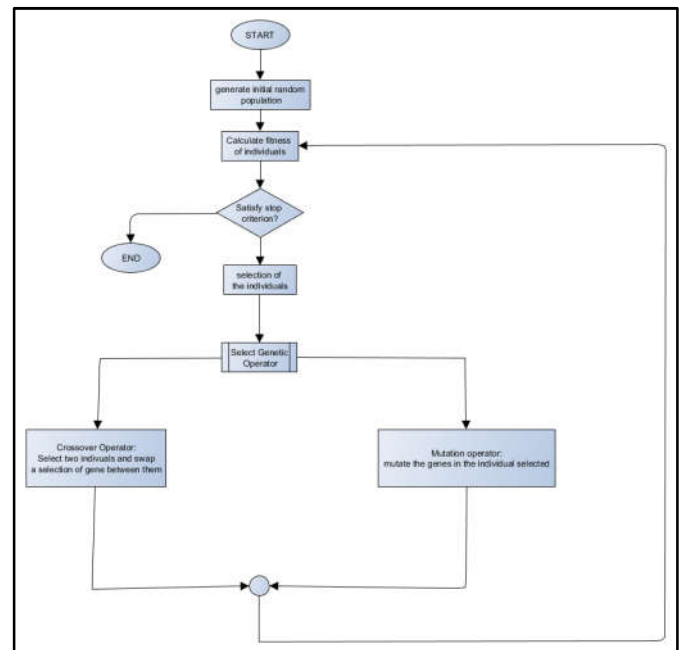 START
generate initial random
population
Calculate fitness
of individuals
Satisfy stop
criterion?
END
selection of
the individuals
Select Genetic
Operator
Crossover Operator:
Select two indivuals and swap
a selection of gene between them
Mutation operator:
mutate the genes in the individual selected